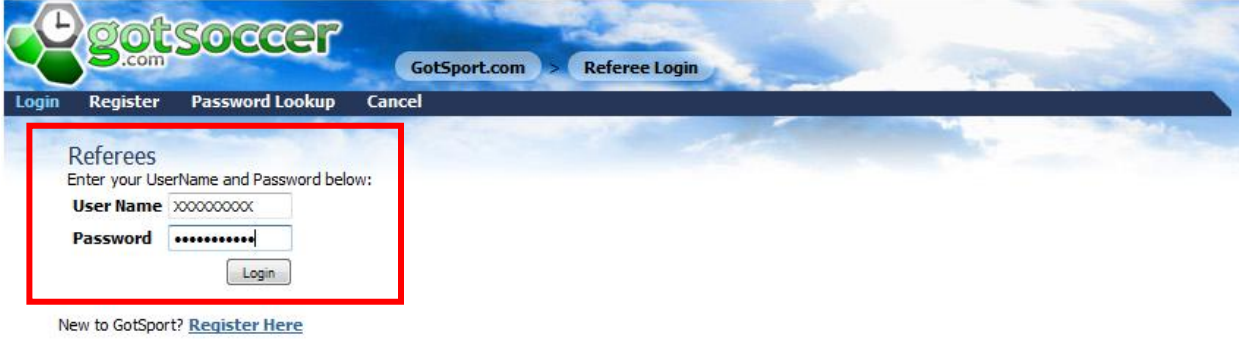 gotsoccer
.com
GotSport.com > Referee Login
Login Register Password Lookup Cancel
Referees
Enter your UserName and Password below:
User Name XXXXXXXXXX
Password •••••••••••
Login
New to GotSport? Register Here